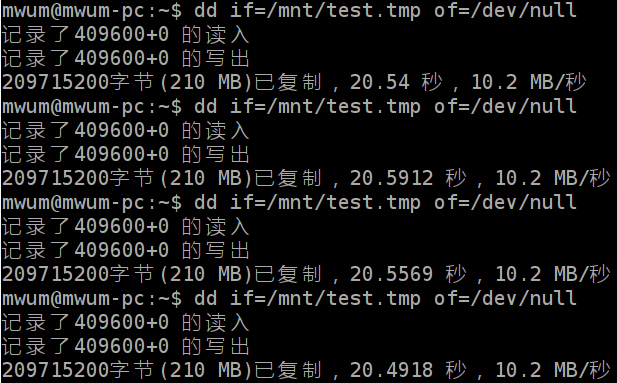 mwum@mwum-pc:~$ dd if=/mnt/test.tmp of=/dev/null
记录了409600+0 的读入
记录了409600+0 的写出
209715200字节(210 MB)已复制，20.54 秒，10.2 MB/秒
mwum@mwum-pc:~$ dd if=/mnt/test.tmp of=/dev/null
记录了409600+0 的读入
记录了409600+0 的写出
209715200字节(210 MB)已复制，20.5912 秒，10.2 MB/秒
mwum@mwum-pc:~$ dd if=/mnt/test.tmp of=/dev/null
记录了409600+0 的读入
记录了409600+0 的写出
209715200字节(210 MB)已复制，20.5569 秒，10.2 MB/秒
mwum@mwum-pc:~$ dd if=/mnt/test.tmp of=/dev/null
记录了409600+0 的读入
记录了409600+0 的写出
209715200字节(210 MB)已复制，20.4918 秒，10.2 MB/秒